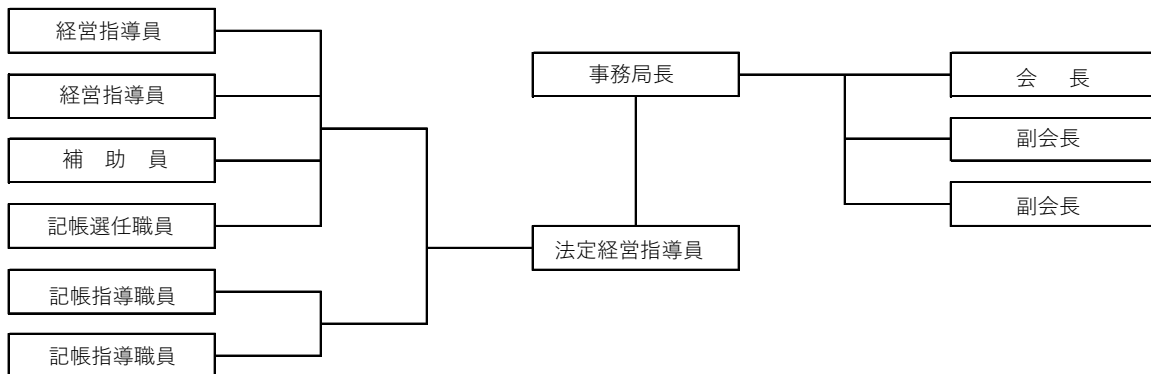 経営指導員
経営指導員
補　助　員
記帳選任職員
記帳指導職員
記帳指導職員
事務局長
法定経営指導員
会　　長
副会長
副会長